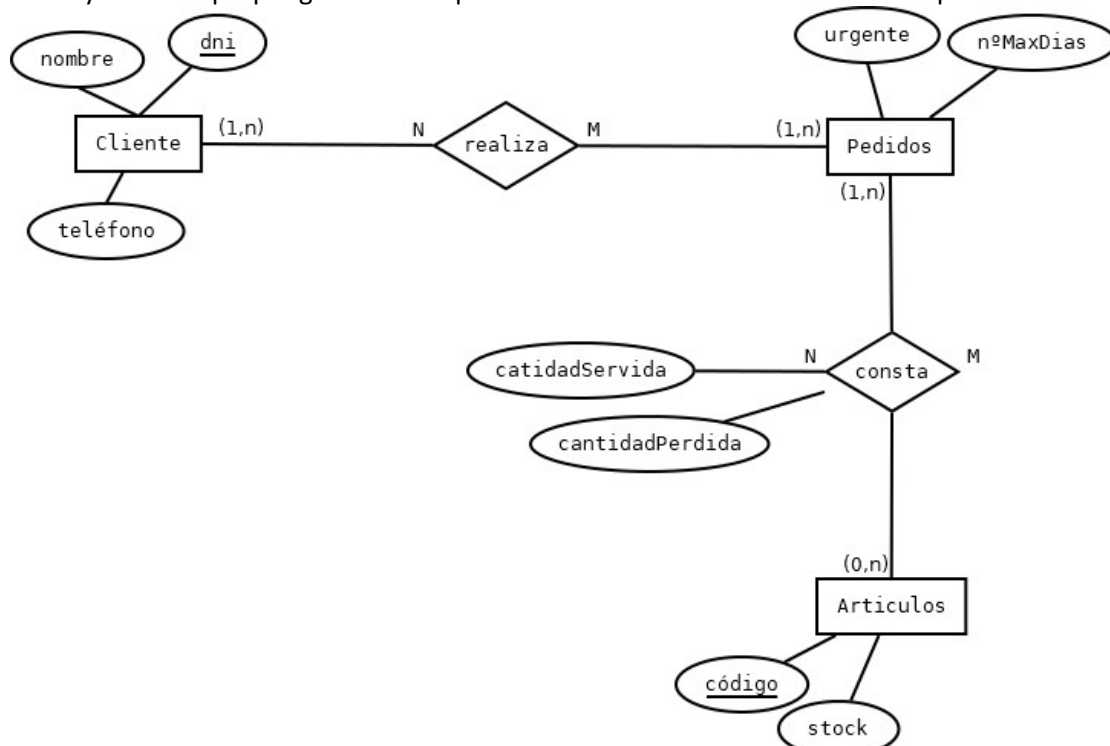 dni
nombre
urgente
nºMaxDias
(1,n)
N
M
(1,n)
Cliente
realiza
Pedidos
(1,n)
teléfono
N
M
catidadServida
consta
cantidadPerdida
(0,n)
Articulos
código
stock